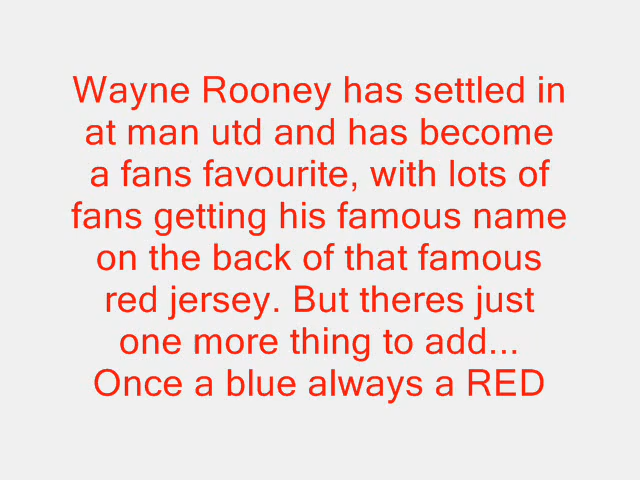 Wayne Rooney has settled in
at man utd and has become
a fans favourite, with lots of
fans getting his famous name
on the back of that famous
red jersey. But theres just
one more thing to add...
Once a blue always a RED